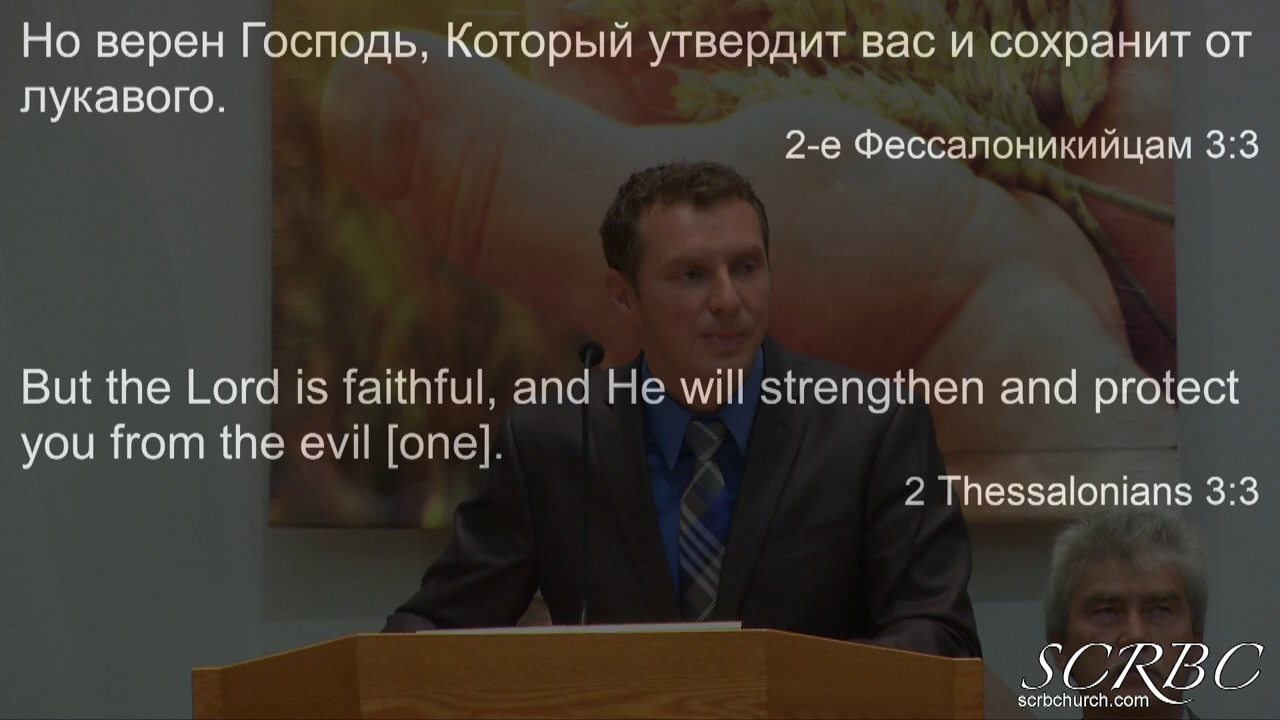 Но верен Господь, Который утвердит вас и сохранит от
лукавого.
2-е Фессалоникийцам 3:3
But the Lord is faithful, and He will strengthen and protect
you from the evil [one].
2 Thessalonians 3:3
SCRBC
scrbchurch.com